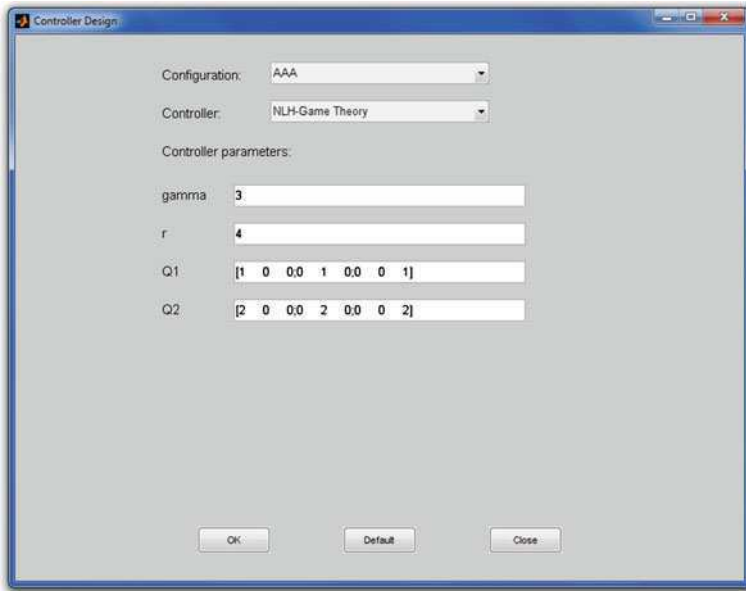 Controller Design
Configuration: AAA
Controller: NLH-Game Theory
Controller parameters:
gamma 3
r 4
Q1 [1 0 0;0 1 0;0 0 1]
Q2 [2 0 0;0 2 0;0 0 2]
OK Default Close